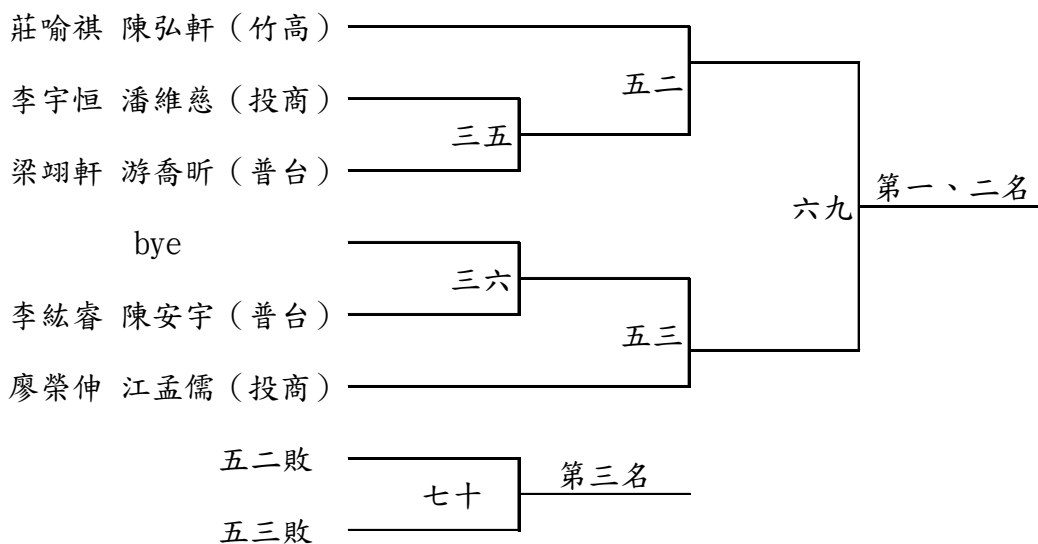 莊喻祺 陳弘軒（竹高）
五二
李宇恒 潘維慈（投商）
三五
梁翊軒 游喬昕（普台）
六九
第一、二名
bye
三六
李紘睿 陳安宇（普台）
五三
廖榮伸 江孟儒（投商）
五二敗
七十
第三名
五三敗